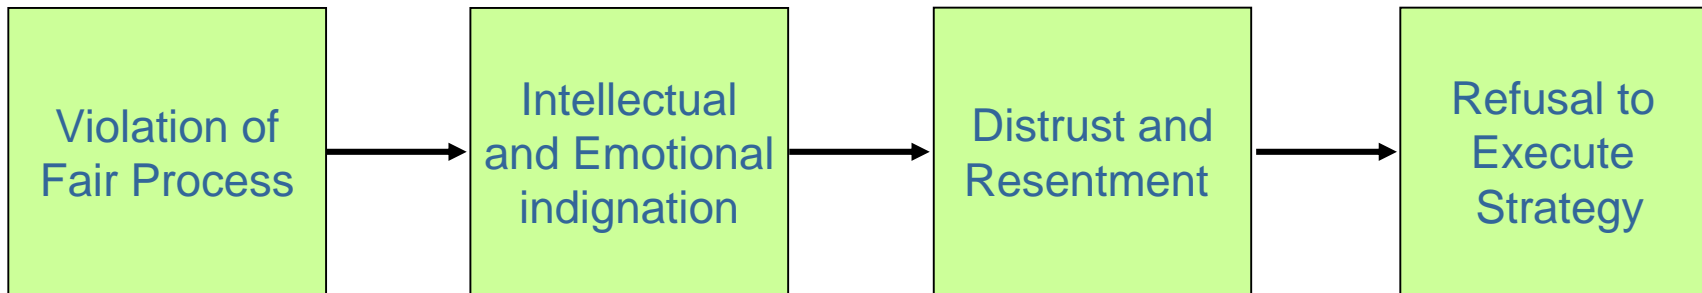 Violation of
Fair Process
Intellectual
and Emotional
indignation
Distrust and
Resentment
Refusal to
Execute
Strategy